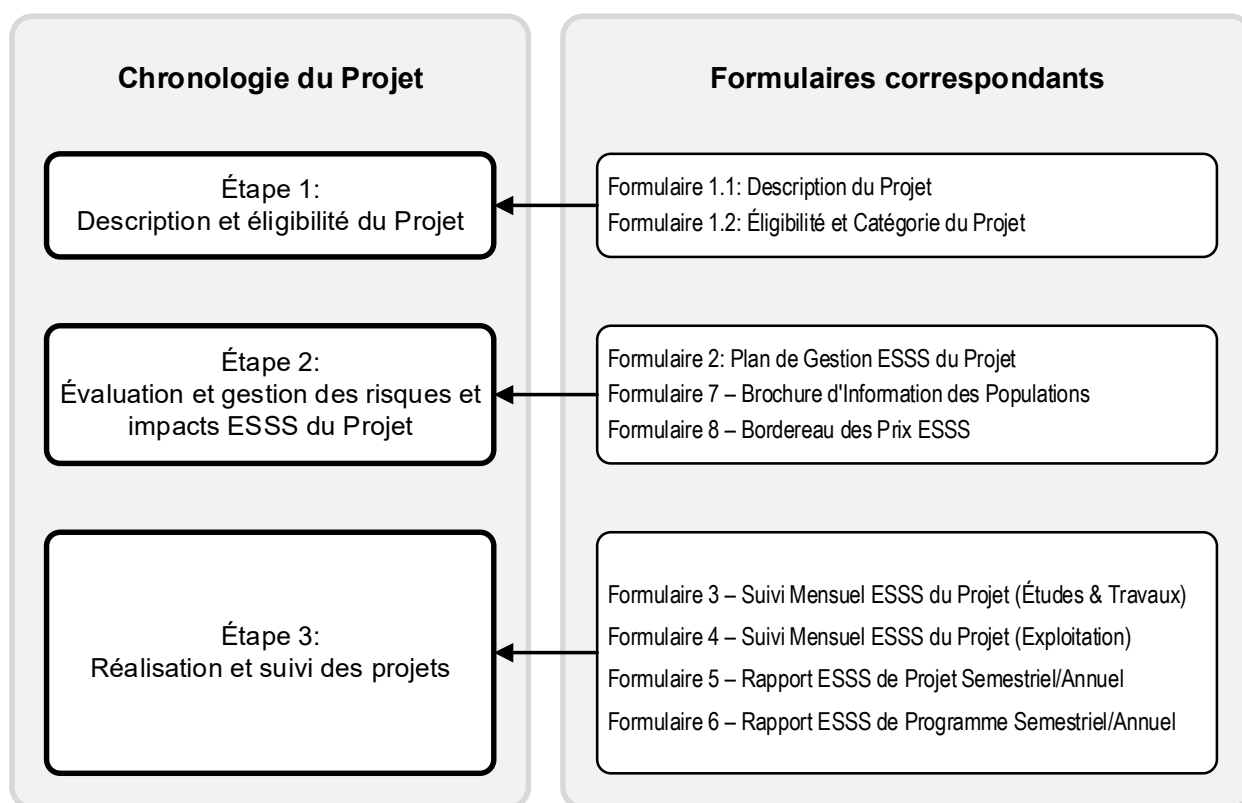 Chronologie du Projet
Formulaires correspondants
Étape 1:
Description et éligibilité du Projet
Formulaire 1.1: Description du Projet
Formulaire 1.2: Éligibilité et Catégorie du Projet
Étape 2:
Évaluation et gestion des risques et
impacts ESSS du Projet
Formulaire 2: Plan de Gestion ESSS du Projet
Formulaire 7 – Brochure d'Information des Populations
Formulaire 8 – Bordereau des Prix ESSS
Étape 3:
Réalisation et suivi des projets
Formulaire 3 – Suivi Mensuel ESSS du Projet (Études & Travaux)
Formulaire 4 – Suivi Mensuel ESSS du Projet (Exploitation)
Formulaire 5 – Rapport ESSS de Projet Semestriel/Annuel
Formulaire 6 – Rapport ESSS de Programme Semestriel/Annuel